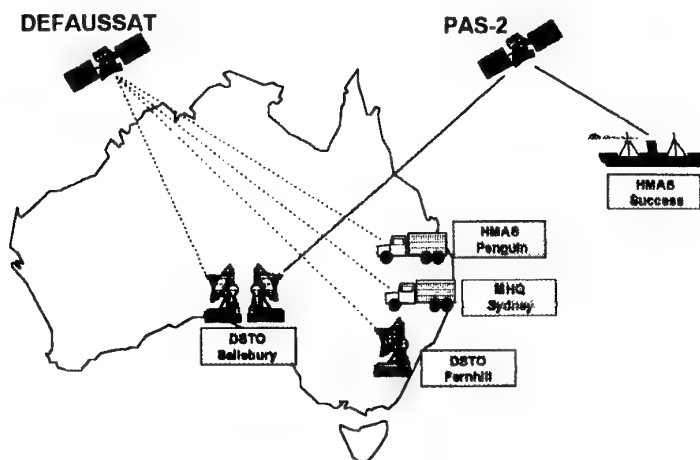 DEFAUSSAT
PAS-2
HMAS
Success
HMAS
Penguin
MHQ
Sydney
DSTO
Salisbury
DSTO
Fernhill